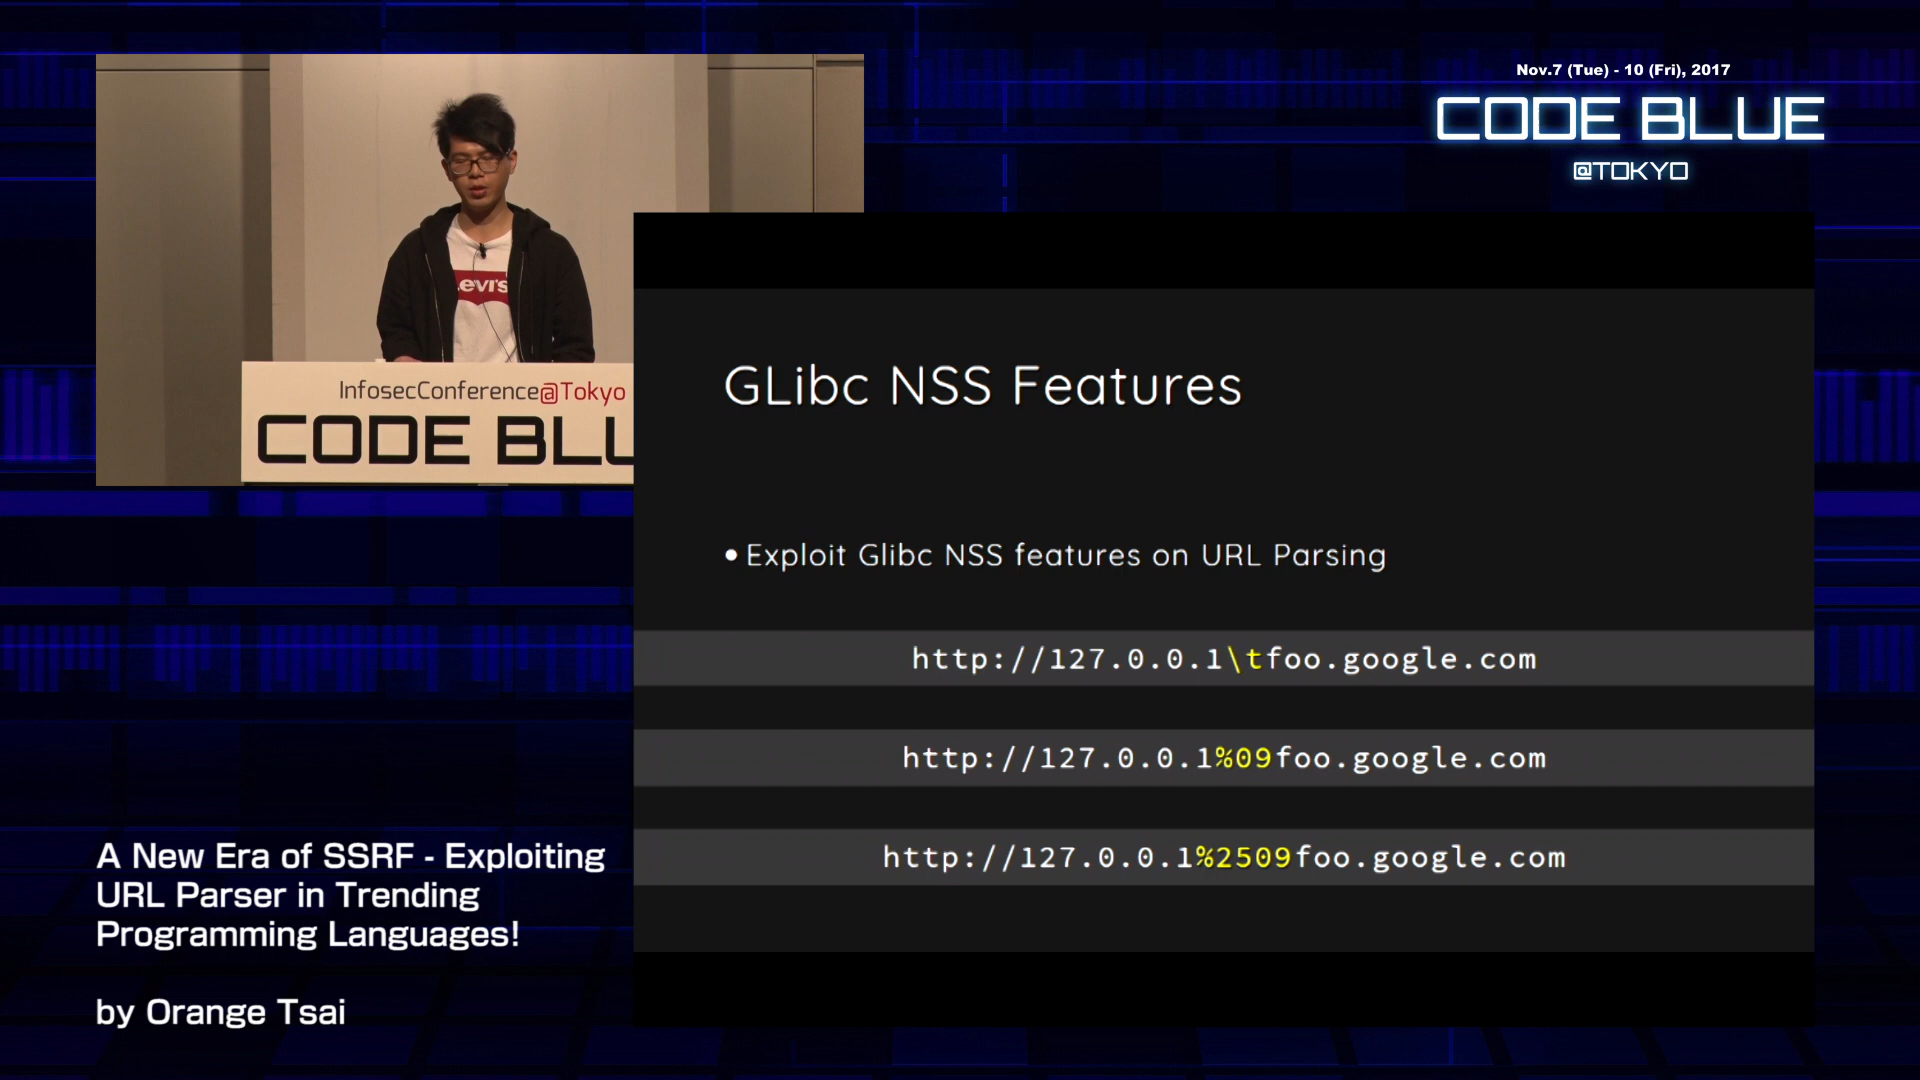 Nov.7 (Tue) - 10 (Fri), 2017
CODE BLUE
@TOKYO
Levi's
InfosecConference@Tokyo
CODE BLU
GLibc NSS Features
• Exploit Glibc NSS features on URL Parsing
http://127.0.0.1\tfoo.google.com
http://127.0.0.1%09foo.google.com
http://127.0.0.1%2509foo.google.com
A New Era of SSRF - Exploiting
URL Parser in Trending
Programming Languages!
by Orange Tsai